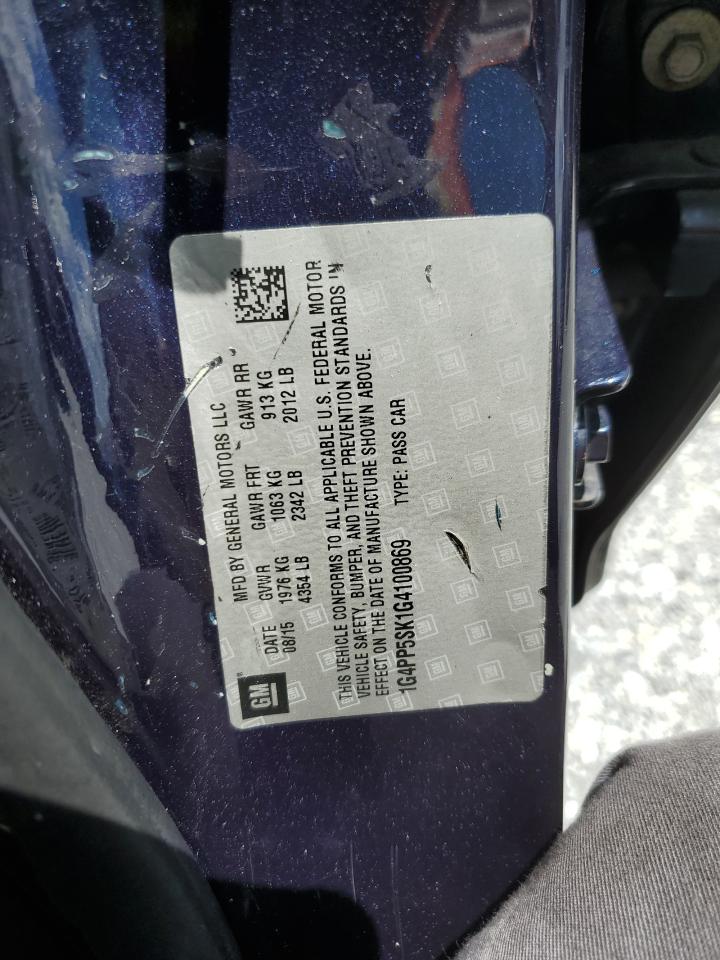 GM
MFD BY GENERAL MOTORS LLC
DATE GVWR GAWR FRT GAWR RR
08/15 1976 KG 1063 KG 913 KG
4354 LB 2342 LB 2012 LB
THIS VEHICLE CONFORMS TO ALL APPLICABLE U.S. FEDERAL MOTOR
VEHICLE SAFETY, BUMPER, AND THEFT PREVENTION STANDARDS IN
EFFECT ON THE DATE OF MANUFACTURE SHOWN ABOVE.
1G4PP5SK1G4100869 TYPE: PASS CAR